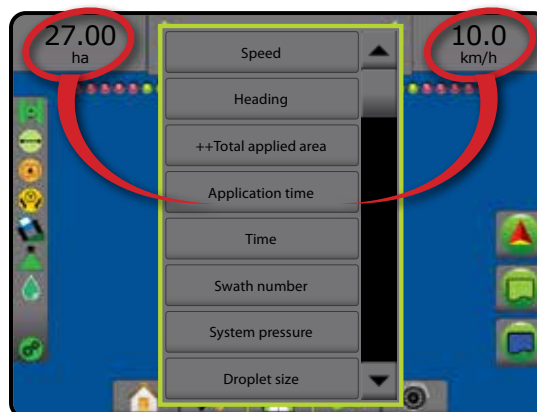 27.00
ha
10.0
km/h
Speed
Heading
++Total applied area
Application time
Time
Swath number
System pressure
Droplet size